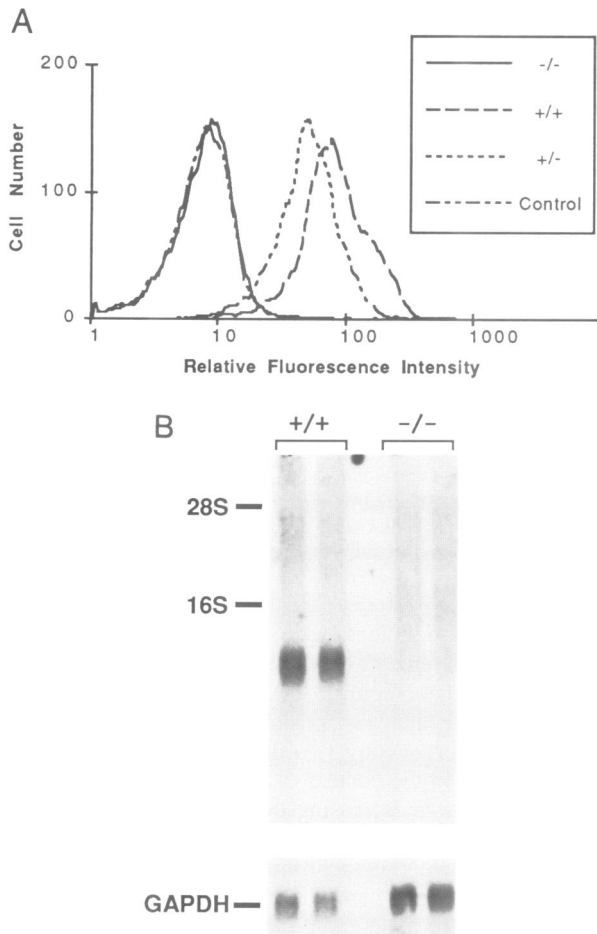 A
200
100
0
Cell Number
1 10 100 1000
Relative Fluorescence Intensity
-/-
+/+
+/-
Control
B
+/+ -/-
28S
16S
GAPDH